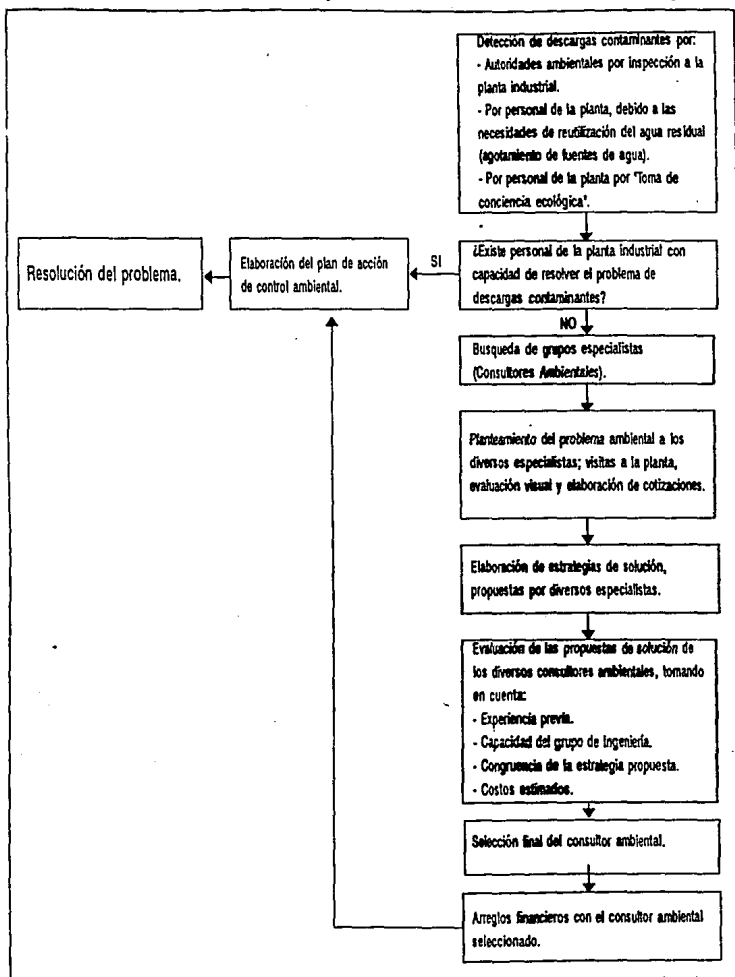 Detección de descargas contaminantes por:
- Autoridades ambientales por inspección a la
planta industrial.
- Por personal de la planta, debido a las
necesidades de reutilización del agua residual
(agotamiento de fuentes de agua).
- Por personal de la planta por "Toma de
conciencia ecológica".
¿Existe personal de la planta industrial con
capacidad de resolver el problema de
descargas contaminantes?
SI
Elaboración del plan de acción
de control ambiental.
Resolución del problema.
NO
Busqueda de grupos especialistas
(Consultores Ambientales).
Planteamiento del problema ambiental a los
diversos especialistas; visitas a la planta,
evaluación visual y elaboración de cotizaciones.
Elaboración de estrategias de solución,
propuestas por diversos especialistas.
Evaluación de las propuestas de solución de
los diversos consultores ambientales, tomando
en cuenta:
- Experiencia previa.
- Capacidad del grupo de Ingeniería.
- Congruencia de la estrategia propuesta.
- Costos estimados.
Selección final del consultor ambiental.
Arreglos financieros con el consultor ambiental
seleccionado.